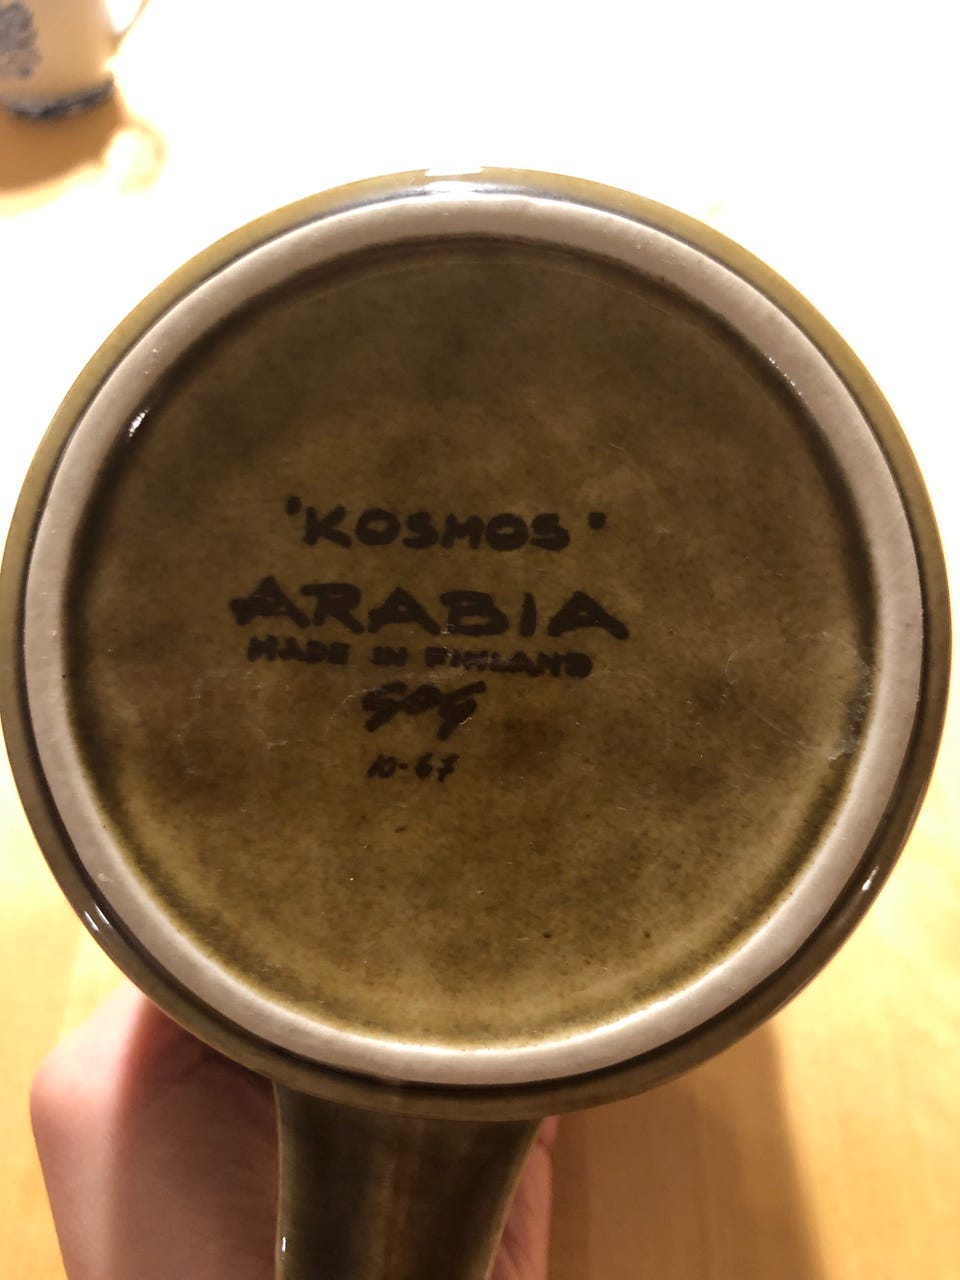 "KOSMOS"
ARABIA
MADE IN FINLAND
GOG
10-67